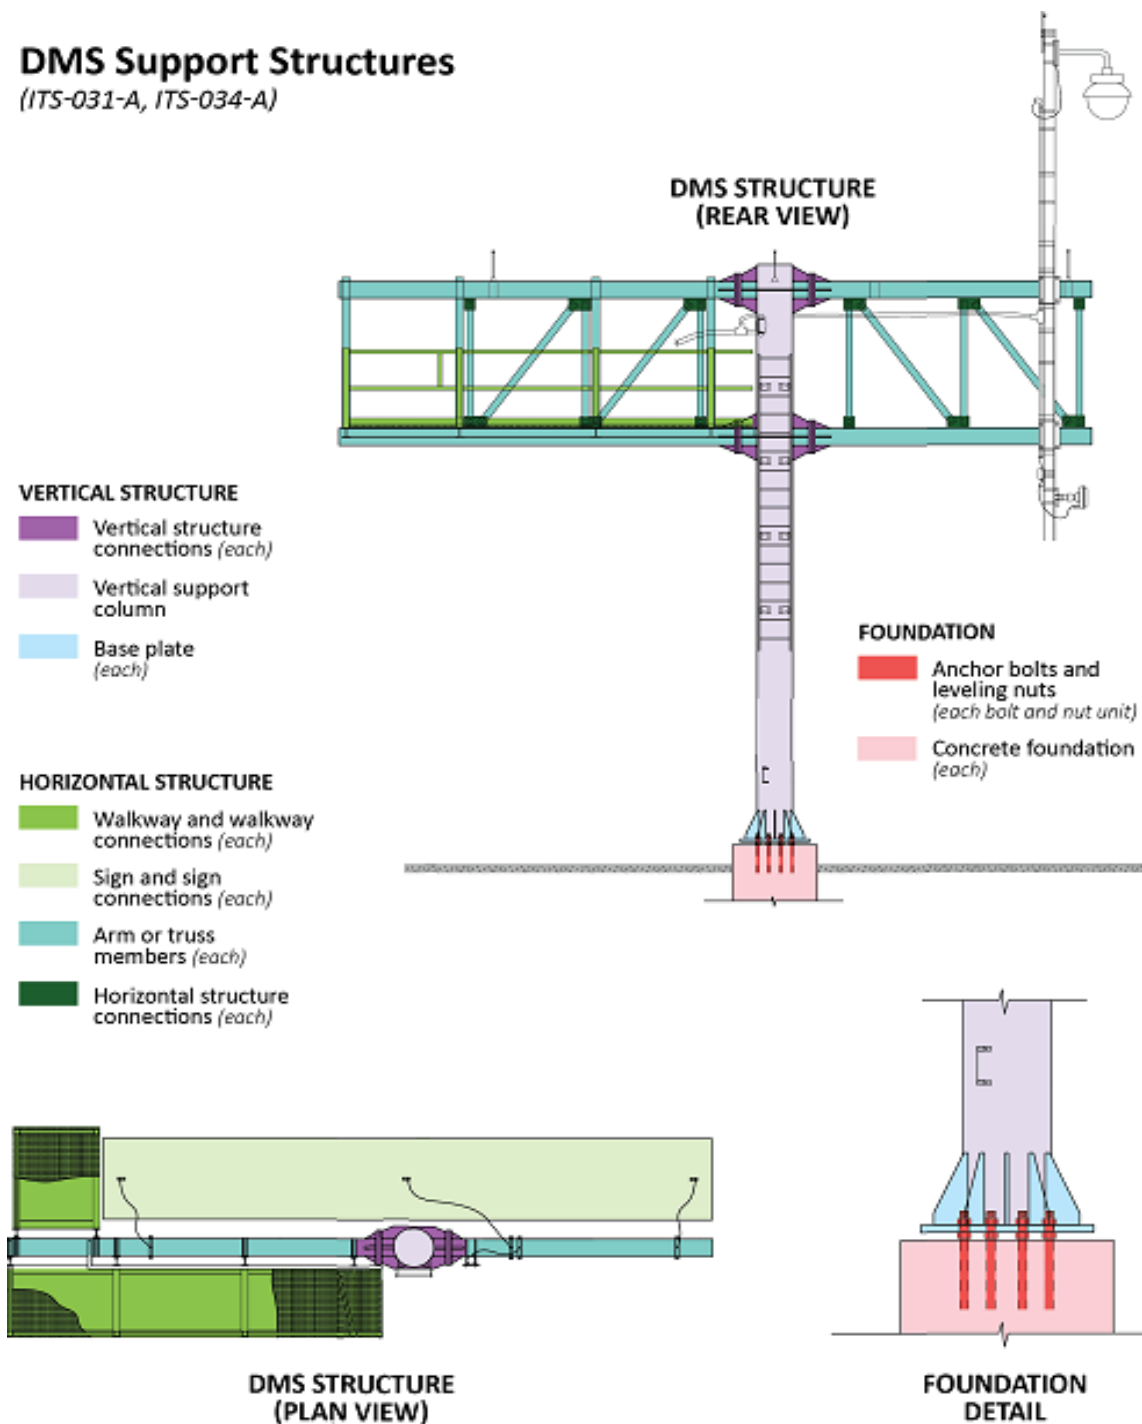 DMS Support Structures
(ITS-031-A, ITS-034-A)
DMS STRUCTURE
(REAR VIEW)
VERTICAL STRUCTURE
Vertical structure
connections (each)
Vertical support
column
Base plate
(each)
FOUNDATION
Anchor bolts and
leveling nuts
(each bolt and nut unit)
Concrete foundation
(each)
HORIZONTAL STRUCTURE
Walkway and walkway
connections (each)
Sign and sign
connections (each)
Arm or truss
members (each)
Horizontal structure
connections (each)
DMS STRUCTURE
(PLAN VIEW)
FOUNDATION
DETAIL